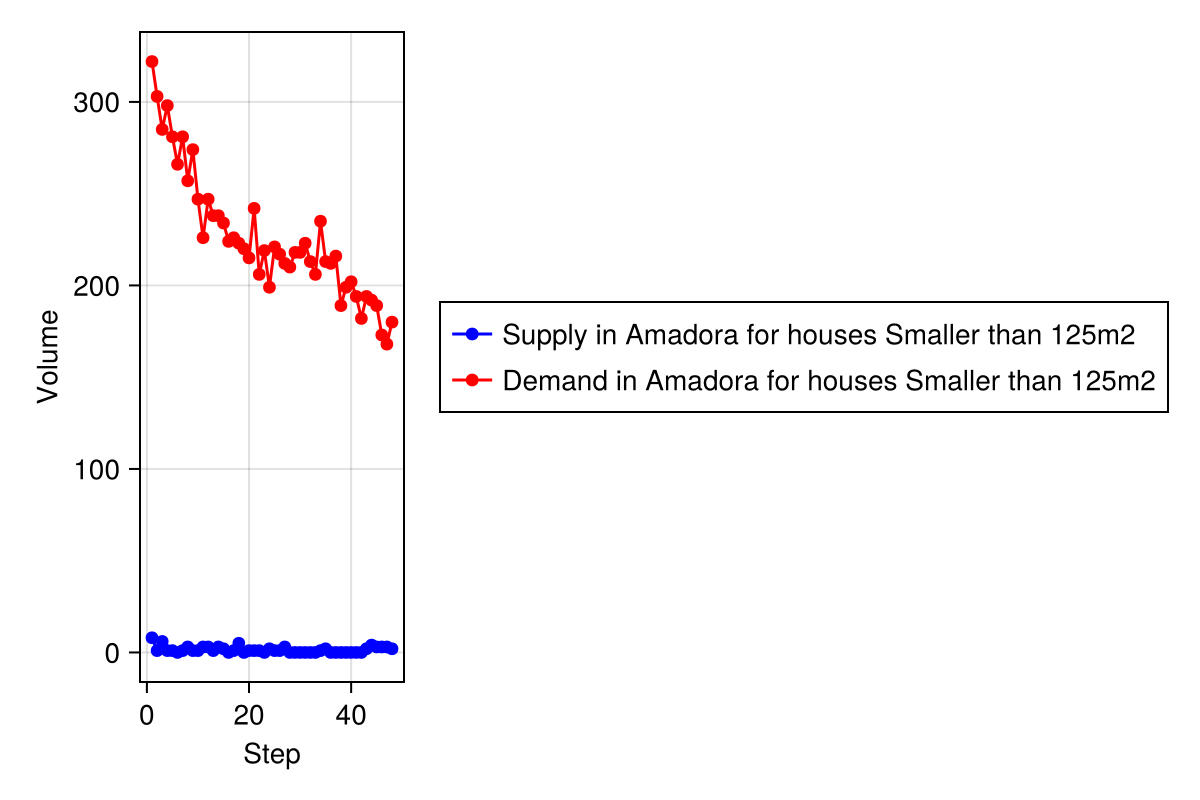 300
200
100
0
Volume
0 20 40
Step
Supply in Amadora for houses Smaller than 125m2
Demand in Amadora for houses Smaller than 125m2